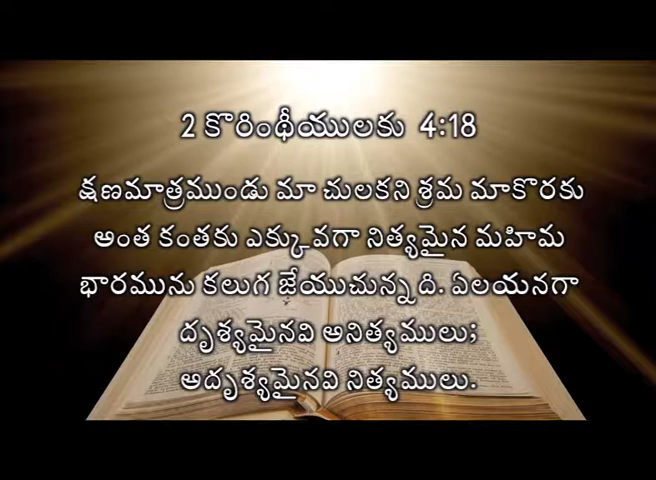 2 కొరింథీయులకు 4:18
క్షణమాత్రముండు మా చులకని శ్రమ మాకొరకు
అంత కంతకు ఎక్కువగా నిత్యమైన మహిమ
భారమును కలుగ జేయుచున్నది. ఏలయనగా
దృశ్యమైనవి అనిత్యములు;
అదృశ్యమైనవి నిత్యములు.